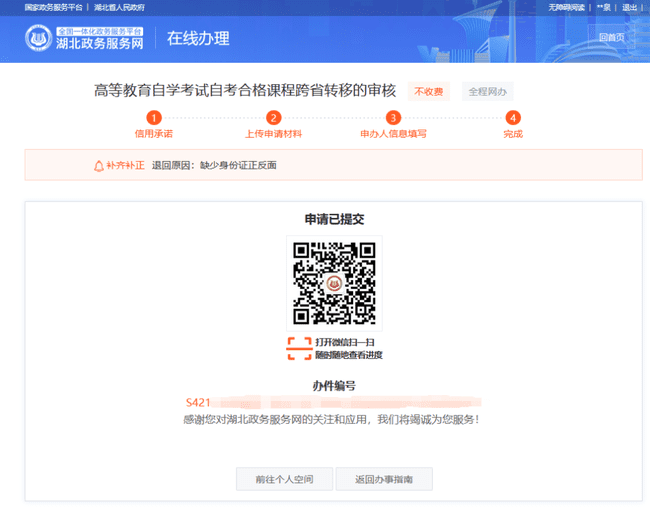 国家政务服务平台 | 湖北省人民政府
无障碍阅读 | **泉 | 退出 |
全国一体化政务服务平台
湖北政务服务网
在线办理
回首页
高等教育自学考试自考合格课程跨省转移的审核 不收费 全程网办
1 2 3 4
信用承诺 上传申请材料 申办人信息填写 完成
补齐补正 退回原因：缺少身份证正反面
申请已提交
打开微信扫一扫
随时随地查看进度
办件编号
S421
感谢您对湖北政务服务网的关注和应用，我们将竭诚为您服务！
前往个人空间 返回办事指南